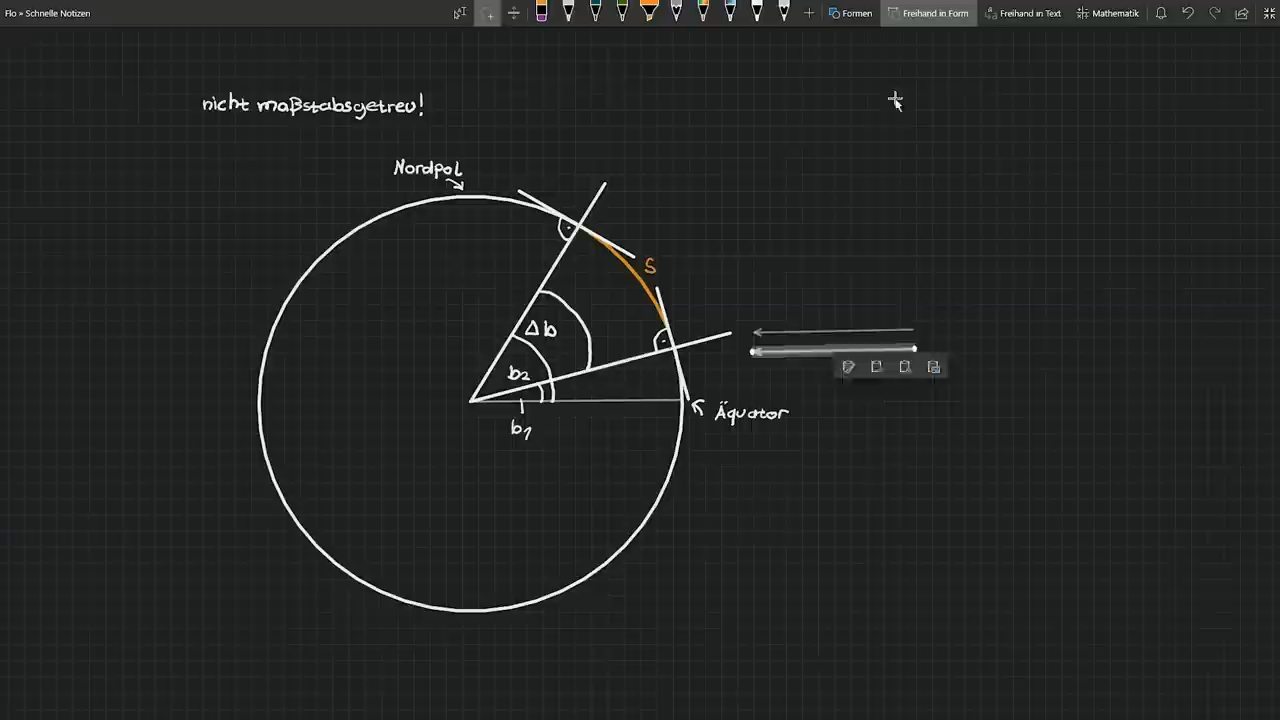 Flo » Schnelle Notizen
Formen
Freihand in Form
Freihand in Text
Mathematik
nicht maßstabsgetreu!
Nordpol
S
Δb
b2
b1
Äquator